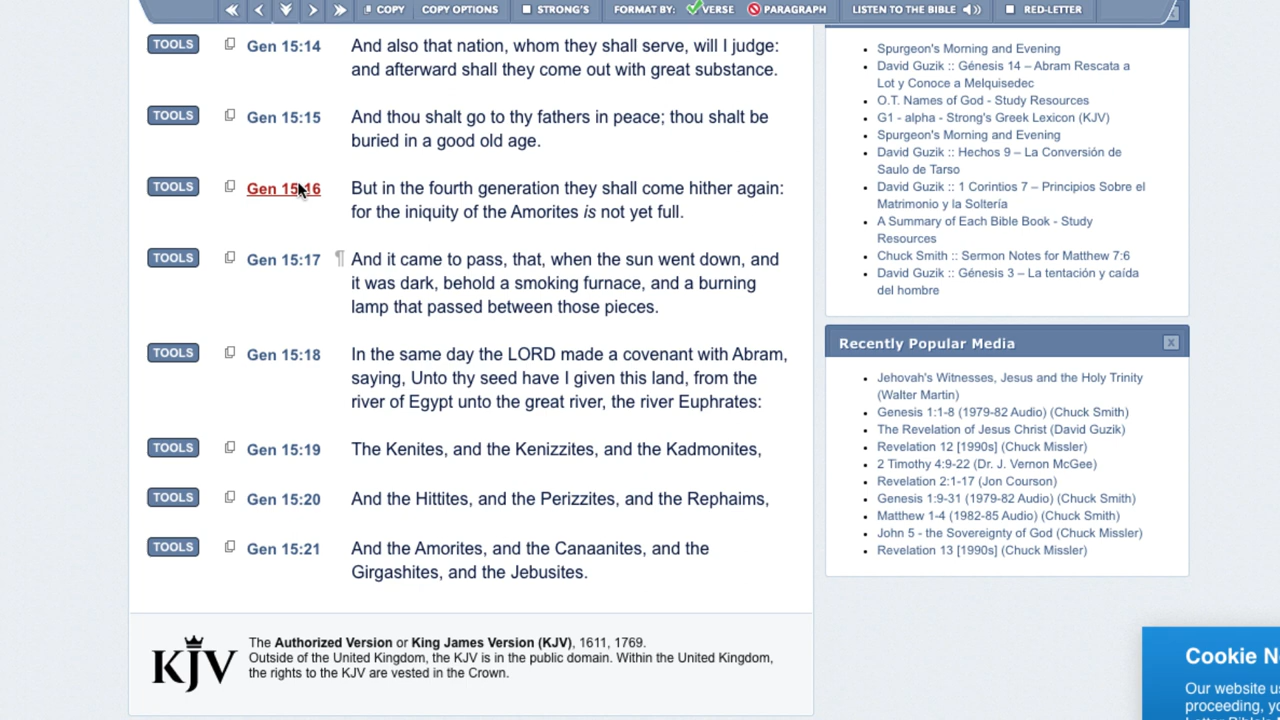 COPY COPY OPTIONS STRONG'S FORMAT BY: VERSE PARAGRAPH LISTEN TO THE BIBLE RED-LETTER
TOOLS Gen 15:14 And also that nation, whom they shall serve, will I judge:
and afterward shall they come out with great substance.
TOOLS Gen 15:15 And thou shalt go to thy fathers in peace; thou shalt be
buried in a good old age.
TOOLS Gen 15:16 But in the fourth generation they shall come hither again:
for the iniquity of the Amorites is not yet full.
TOOLS Gen 15:17 ¶ And it came to pass, that, when the sun went down, and
it was dark, behold a smoking furnace, and a burning
lamp that passed between those pieces.
TOOLS Gen 15:18 In the same day the LORD made a covenant with Abram,
saying, Unto thy seed have I given this land, from the
river of Egypt unto the great river, the river Euphrates:
TOOLS Gen 15:19 The Kenites, and the Kenizzites, and the Kadmonites,
TOOLS Gen 15:20 And the Hittites, and the Perizzites, and the Rephaims,
TOOLS Gen 15:21 And the Amorites, and the Canaanites, and the
Girgashites, and the Jebusites.
KJV
The Authorized Version or King James Version (KJV), 1611, 1769.
Outside of the United Kingdom, the KJV is in the public domain. Within the United Kingdom,
the rights to the KJV are vested in the Crown.
Spurgeon's Morning and Evening
David Guzik :: Génesis 14 – Abram Rescata a
Lot y Conoce a Melquisedec
O.T. Names of God - Study Resources
G1 - alpha - Strong's Greek Lexicon (KJV)
Spurgeon's Morning and Evening
David Guzik :: Hechos 9 – La Conversión de
Saulo de Tarso
David Guzik :: 1 Corintios 7 – Principios Sobre el
Matrimonio y la Soltería
A Summary of Each Bible Book - Study
Resources
Chuck Smith :: Sermon Notes for Matthew 7:6
David Guzik :: Génesis 3 – La tentación y caída
del hombre
Recently Popular Media x
Jehovah's Witnesses, Jesus and the Holy Trinity
(Walter Martin)
Genesis 1:1-8 (1979-82 Audio) (Chuck Smith)
The Revelation of Jesus Christ (David Guzik)
Revelation 12 [1990s] (Chuck Missler)
2 Timothy 4:9-22 (Dr. J. Vernon McGee)
Revelation 2:1-17 (Jon Courson)
Genesis 1:9-31 (1979-82 Audio) (Chuck Smith)
Matthew 1-4 (1982-85 Audio) (Chuck Smith)
John 5 - the Sovereignty of God (Chuck Missler)
Revelation 13 [1990s] (Chuck Missler)
Cookie N
Our website u
proceeding, yo